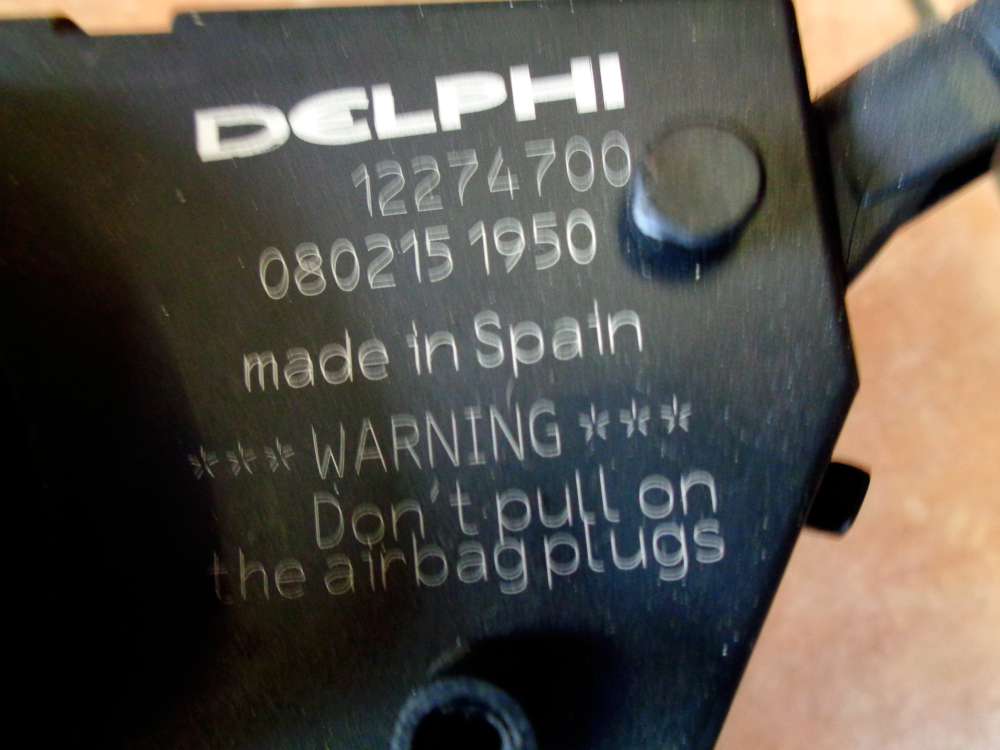 DELPHI
12274700
080215 1950
made in Spain
*** WARNING ***
Don't pull on
the airbag plugs